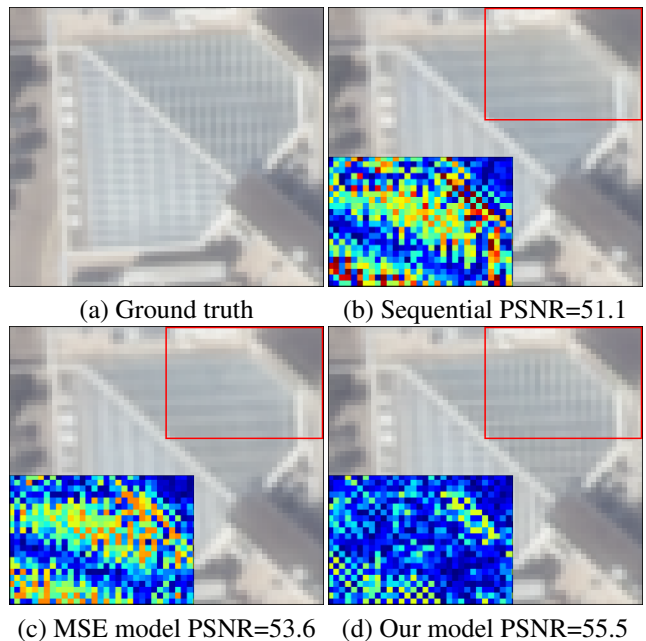 (a) Ground truth
(b) Sequential PSNR=51.1
(c) MSE model PSNR=53.6
(d) Our model PSNR=55.5